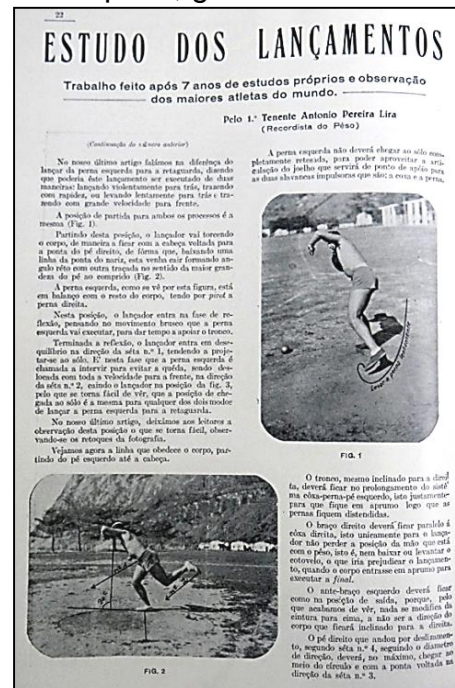 22
ESTUDO DOS LANÇAMENTOS
Trabalho feito após 7 anos de estudos próprios e observação
dos maiores atletas do mundo.
Pelo 1.º Tenente Antonio Pereira Lira
(Recordista do Pêso)
(Continuação do número anterior)
No nosso último artigo falámos na diferênça do
lançar da perna esquerda para a retaguarda, dizendo
que poderia êste lançamento ser executado de duas
maneiras: lançando violentamente para trás, trazendo
com rapidez, ou levando lentamente para trás e tra-
zendo com grande velocidade para frente.
A posição de partida para ambos os processos é a
mesma (Fig. 1).
Partindo desta posição, o lançador vai torcendo
o corpo, de maneira a ficar com a cabeça voltada para
a ponta do pé direito, de fórma que, baixando uma
linha da ponta do nariz, esta venha cair formando an-
gulo réto com outra traçada no sentido da maior gran-
deza do pé ao comprido (Fig. 2).
A perna esquerda, como se vê por esta figura, está
em balanço com o resto do corpo, tendo por pivot a
perna direita.
Nesta posição, o lançador entra na fase de re-
flexão, pensando no movimento brusco que a perna
esquerda vai executar, para dar tempo a apoiar o tronco.
Terminada a reflexão, o lançador entra em dese-
quilíbrio na direção da séta n.º 1, tendendo a proje-
tar-se ao sólo. E' nesta fase que a perna esquerda é
chamada a intervir para evitar a quéda, sendo des-
locada com toda a velocidade para a frente, na direção
da séta n.º 2, caindo o lançador na posição da fig. 3,
pelo que se torna fácil de vêr, que a posição de che-
gada ao sólo é a mesma para qualquer dos dois modos
de lançar a perna esquerda para a retaguarda.
No nosso último artigo, deixámos aos leitores a
observação desta posição o que se torna fácil, obser-
vando-se os retoques da fotografia.
Vejamos agora a linha que obedece o corpo, par-
tindo do pé esquerdo até a cabeça.
FIG. 2
A perna esquerda não deverá chegar ao sólo com-
pletamente retesada, para poder aproveitar a arti-
culação do joelho que servirá de ponto de apôio para
as duas alavancas impulsoras que são: a coxa e a perna.
FIG. 1
O tronco, mesmo inclinado para a direi-
ta, deverá ficar no prolongamento do sistê-
ma côxa-perna-pé esquerdo, isto justamente
para que fique em aprumo logo que as
pernas fiquem distendidas.
O braço direito deverá ficar paralelo á
côxa direita, isto unicamente para o lança-
dor não perder a posição da mão que está
com o pêso, isto é, nem baixar ou levantar o
cotovelo, o que iria prejudicar o lançamen-
to, quando o corpo entrasse em aprumo para
executar a final.
O ante-braço esquerdo deverá ficar
como na posição de saída, porque, pelo
que acabamos de vêr, nada se modifica da
cintura para cima, a não ser a direção do
corpo que ficará inclinado para a direita.
O pé direito que andou por deslizamen-
to, segundo séta n.º 4, seguindo o diametro
de direção, deverá, no máximo, chegar ao
meio do círculo e com a ponta voltada na
direção da séta n.º 3.